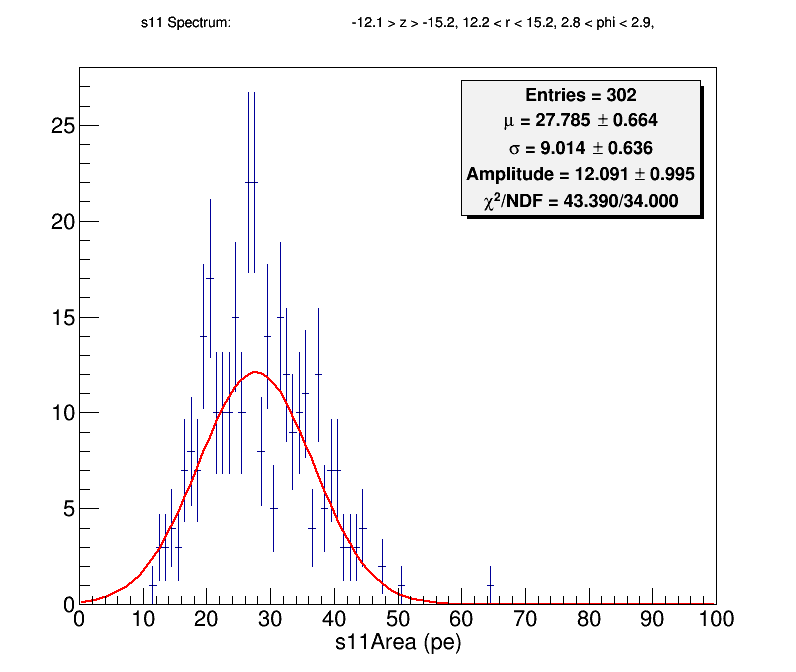 s11 Spectrum: -12.1 > z > -15.2, 12.2 < r < 15.2, 2.8 < phi < 2.9,
Entries = 302
μ = 27.785 ± 0.664
σ = 9.014 ± 0.636
Amplitude = 12.091 ± 0.995
χ²/NDF = 43.390/34.000
25
20
15
10
5
0
0 10 20 30 40 50 60 70 80 90 100
s11Area (pe)